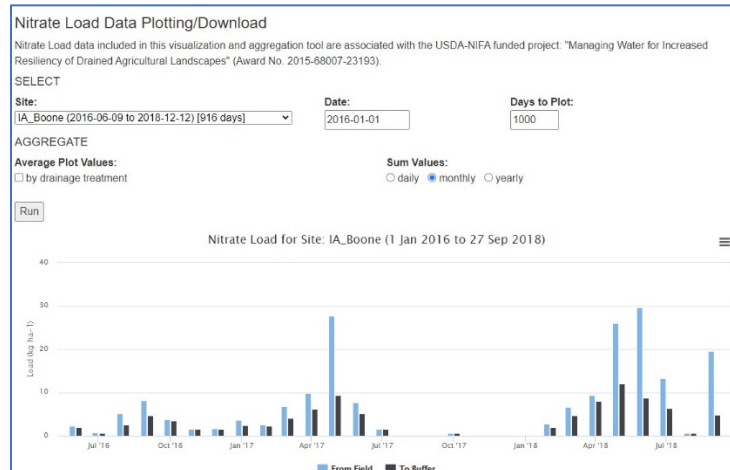 Nitrate Load Data Plotting/Download
Nitrate Load data included in this visualization and aggregation tool are associated with the USDA-NIFA funded project: "Managing Water for Increased
Resiliency of Drained Agricultural Landscapes" (Award No. 2015-68007-23193).
SELECT
Site: Date: Days to Plot:
IA_Boone (2016-06-09 to 2018-12-12) [916 days] 2016-01-01 1000
AGGREGATE
Average Plot Values: Sum Values:
by drainage treatment daily monthly yearly
Run
Nitrate Load for Site: IA_Boone (1 Jan 2016 to 27 Sep 2018)
40
30
20
10
0
Load (kg ha-1)
Jul '16 Oct '16 Jan '17 Apr '17 Jul '17 Oct '17 Jan '18 Apr '18 Jul '18
From Field To Buffer